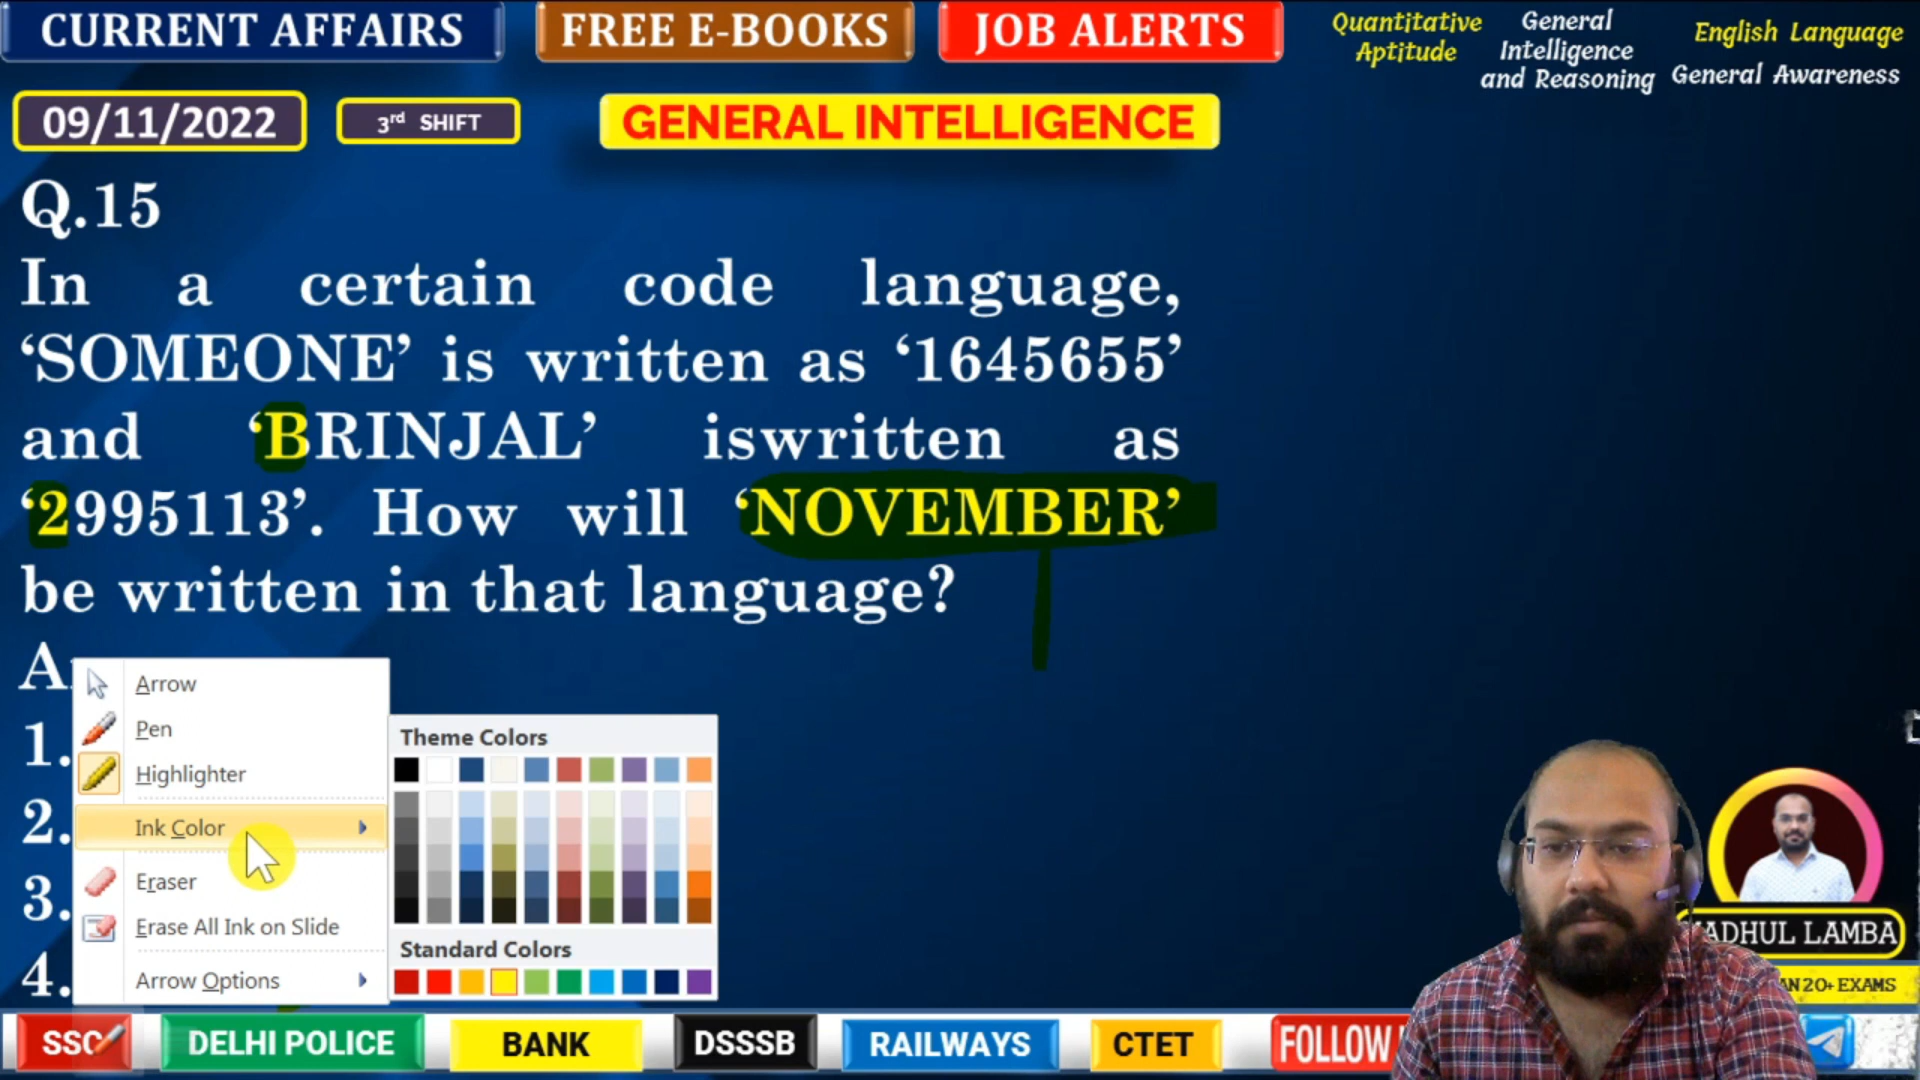 CURRENT AFFAIRS
FREE E-BOOKS
JOB ALERTS
Quantitative
Aptitude
General
Intelligence
and Reasoning
English Language
General Awareness
09/11/2022
3rd SHIFT
GENERAL INTELLIGENCE
Q.15
In a certain code language,
‘SOMEONE’ is written as ‘1645655’
and ‘BRINJAL’ iswritten as
‘2995113’. How will ‘NOVEMBER’
be written in that language?
1.
2.
3.
4.
Arrow
Pen
Highlighter
Ink Color
Eraser
Erase All Ink on Slide
Arrow Options
Theme Colors
Standard Colors
ADHUL LAMBA
20+ EXAMS
SSC
DELHI POLICE
BANK
DSSSB
RAILWAYS
CTET
FOLLOW